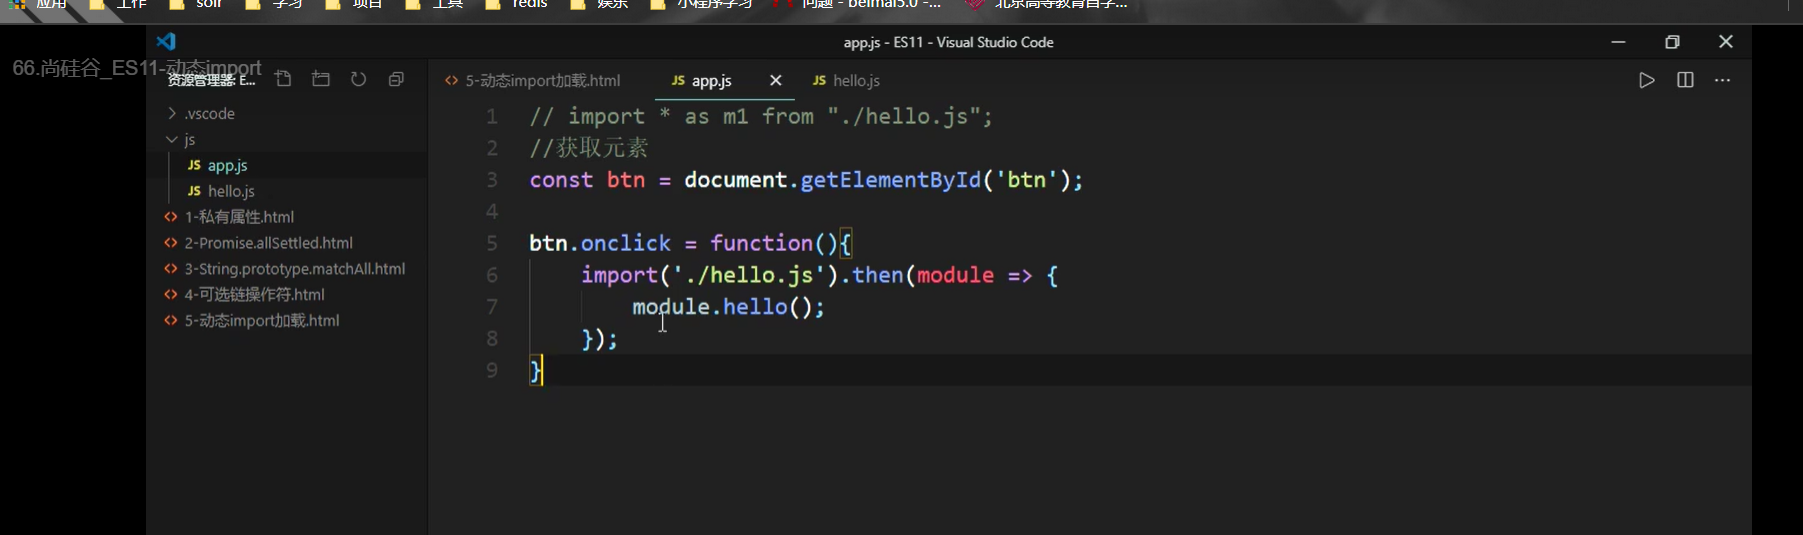 应用 工作 solr 学习 项目 工具 redis 娱乐 小程序学习 问题 - beimai5.0 -... 北京高等教育自学...
app.js - ES11 - Visual Studio Code
66.尚硅谷_ES11-动态import
资源管理器: E...
5-动态import加载.html app.js hello.js
.vscode
js
app.js
hello.js
1-私有属性.html
2-Promise.allSettled.html
3-String.prototype.matchAll.html
4-可选链操作符.html
5-动态import加载.html
1 // import * as m1 from "./hello.js";
2 //获取元素
3 const btn = document.getElementById('btn');
4
5 btn.onclick = function(){
6 import('./hello.js').then(module => {
7 module.hello();
8 });
9 }